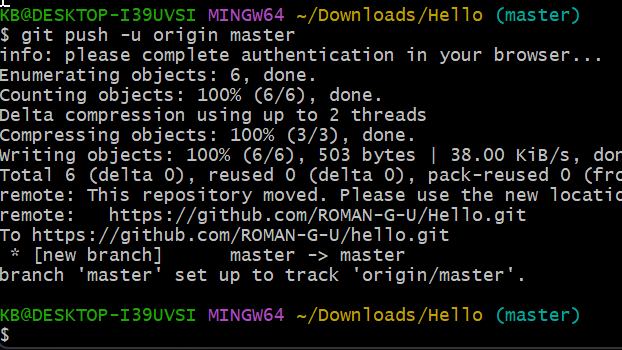 KB@DESKTOP-I39UVSI MINGW64 ~/Downloads/Hello (master)
$ git push -u origin master
info: please complete authentication in your browser...
Enumerating objects: 6, done.
Counting objects: 100% (6/6), done.
Delta compression using up to 2 threads
Compressing objects: 100% (3/3), done.
Writing objects: 100% (6/6), 503 bytes | 38.00 KiB/s, don
Total 6 (delta 0), reused 0 (delta 0), pack-reused 0 (fro
remote: This repository moved. Please use the new locatio
remote:   https://github.com/ROMAN-G-U/Hello.git
To https://github.com/ROMAN-G-U/hello.git
 * [new branch]      master -> master
branch 'master' set up to track 'origin/master'.
KB@DESKTOP-I39UVSI MINGW64 ~/Downloads/Hello (master)
$